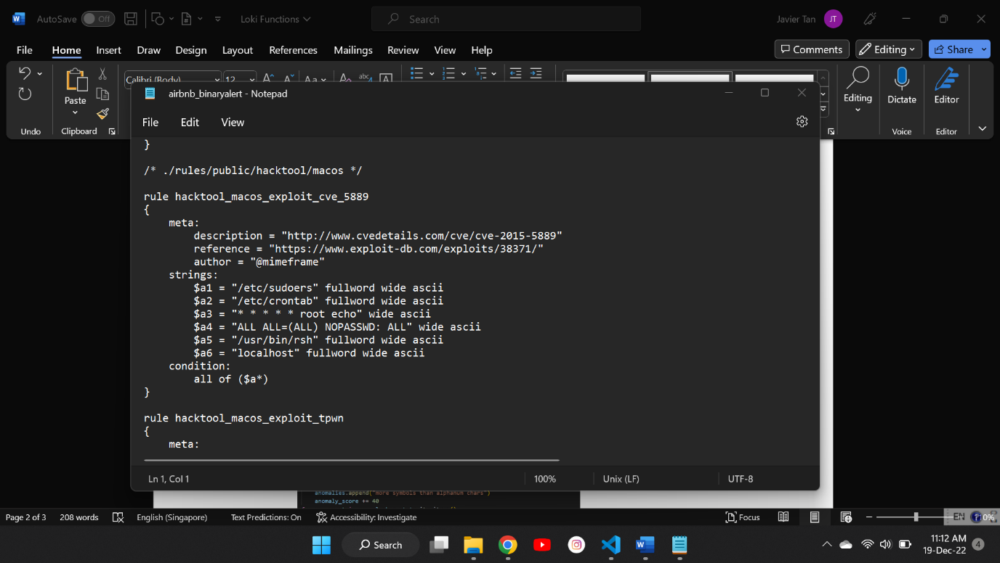 AutoSave Off Loki Functions Search Javier Tan JT
File Home Insert Draw Design Layout References Mailings Review View Help Comments Editing Share
Calibri (Body) 12 Aa
Paste
Undo Clipboard
Editing Dictate Editor
Voice Editor
airbnb_binaryalert - Notepad
File Edit View
}
/* ./rules/public/hacktool/macos */
rule hacktool_macos_exploit_cve_5889
{
meta:
description = "http://www.cvedetails.com/cve/cve-2015-5889"
reference = "https://www.exploit-db.com/exploits/38371/"
author = "@mimeframe"
strings:
$a1 = "/etc/sudoers" fullword wide ascii
$a2 = "/etc/crontab" fullword wide ascii
$a3 = "* * * * * root echo" wide ascii
$a4 = "ALL ALL=(ALL) NOPASSWD: ALL" wide ascii
$a5 = "/usr/bin/rsh" fullword wide ascii
$a6 = "localhost" fullword wide ascii
condition:
all of ($a*)
}
rule hacktool_macos_exploit_tpwn
{
meta:
Ln 1, Col 1 100% Unix (LF) UTF-8
anomalies.append("more symbols than alphanum chars")
anomaly_score += 40
Page 2 of 3 208 words English (Singapore) Text Predictions: On Accessibility: Investigate Focus EN 110%
Search
11:12 AM
19-Dec-22 4